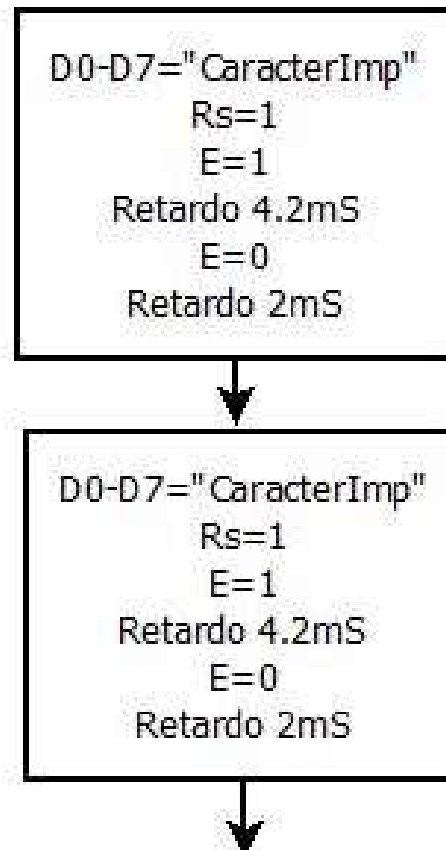 D0-D7="CaracterImp"
Rs=1
E=1
Retardo 4.2mS
E=0
Retardo 2mS
D0-D7="CaracterImp"
Rs=1
E=1
Retardo 4.2mS
E=0
Retardo 2mS